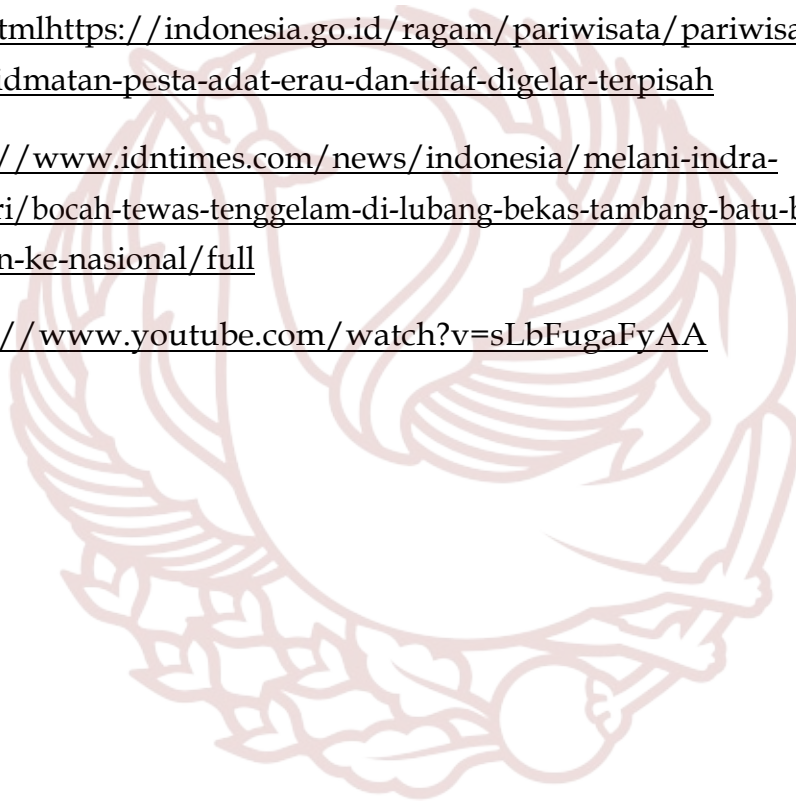 tmlhttps://indonesia.go.id/ragam/pariwisata/pariwisa
idmatan-pesta-adat-erau-dan-tifaf-digelar-terpisah
//www.idntimes.com/news/indonesia/melani-indra-
ri/bocah-tewas-tenggelam-di-lubang-bekas-tambang-batu-b
n-ke-nasional/full
//www.youtube.com/watch?v=sLbFugaFyAA